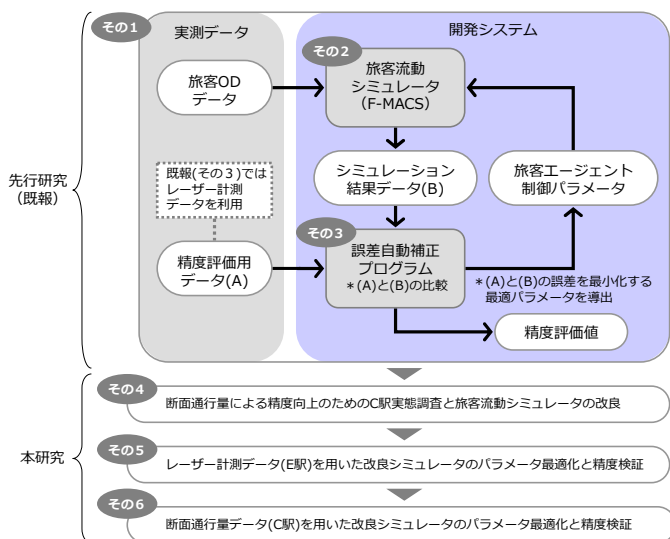 その1
実測データ
開発システム
その2
旅客OD
データ
旅客流動
シミュレータ
(F-MACS)
先行研究
(既報)
既報(その３)では
レーザー計測
データを利用
シミュレーション
結果データ(B)
旅客エージェント
制御パラメータ
その3
精度評価用
データ(A)
誤差自動補正
プログラム
＊(A)と(B)の比較
＊(A)と(B)の誤差を最小化する
最適パラメータを導出
精度評価値
本研究
その4
断面通行量による精度向上のためのC駅実態調査と旅客流動シミュレータの改良
その5
レーザー計測データ(E駅)を用いた改良シミュレータのパラメータ最適化と精度検証
その6
断面通行量データ(C駅)を用いた改良シミュレータのパラメータ最適化と精度検証